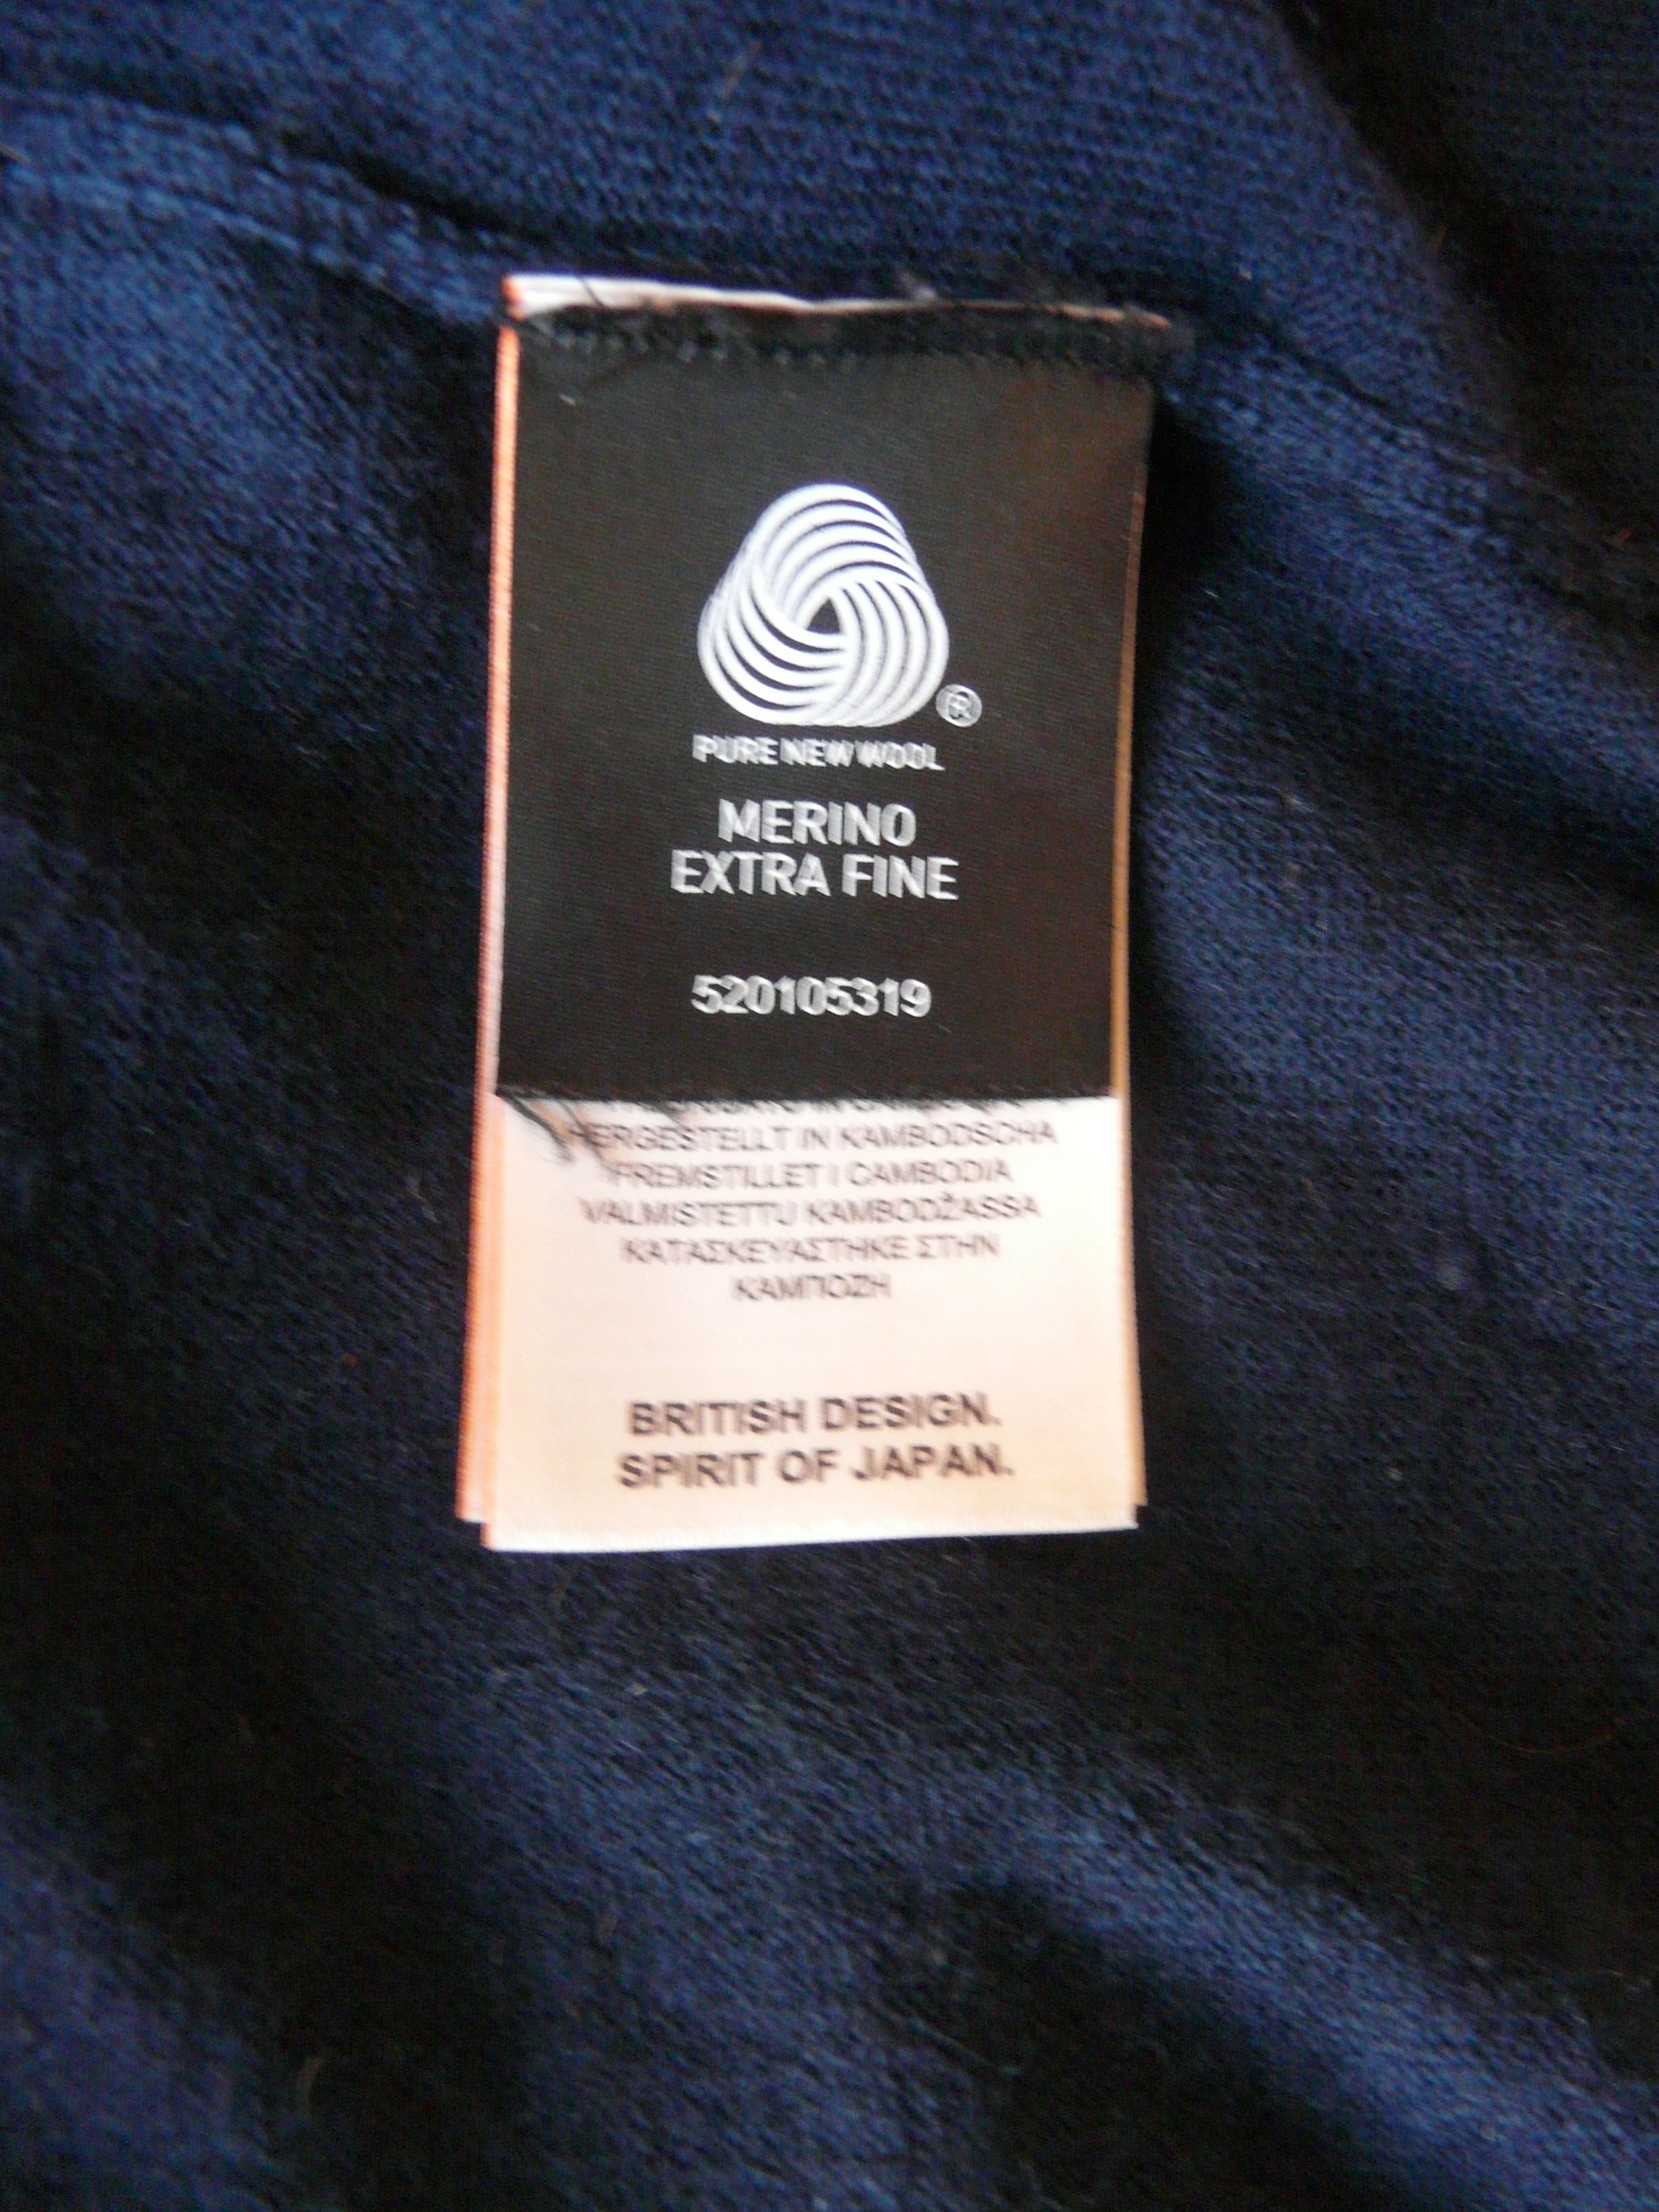 ®
PURE NEW WOOL
MERINO
EXTRA FINE
520105319
HERGESTELLT IN KAMBODSCHA
FREMSTILLET I CAMBODIA
VALMISTETTU KAMBODŽASSA
ΚΑΤΑΣΚΕΥΑΣΤΗΚΕ ΣΤΗΝ
ΚΑΜΠΟΖΗ
BRITISH DESIGN.
SPIRIT OF JAPAN.